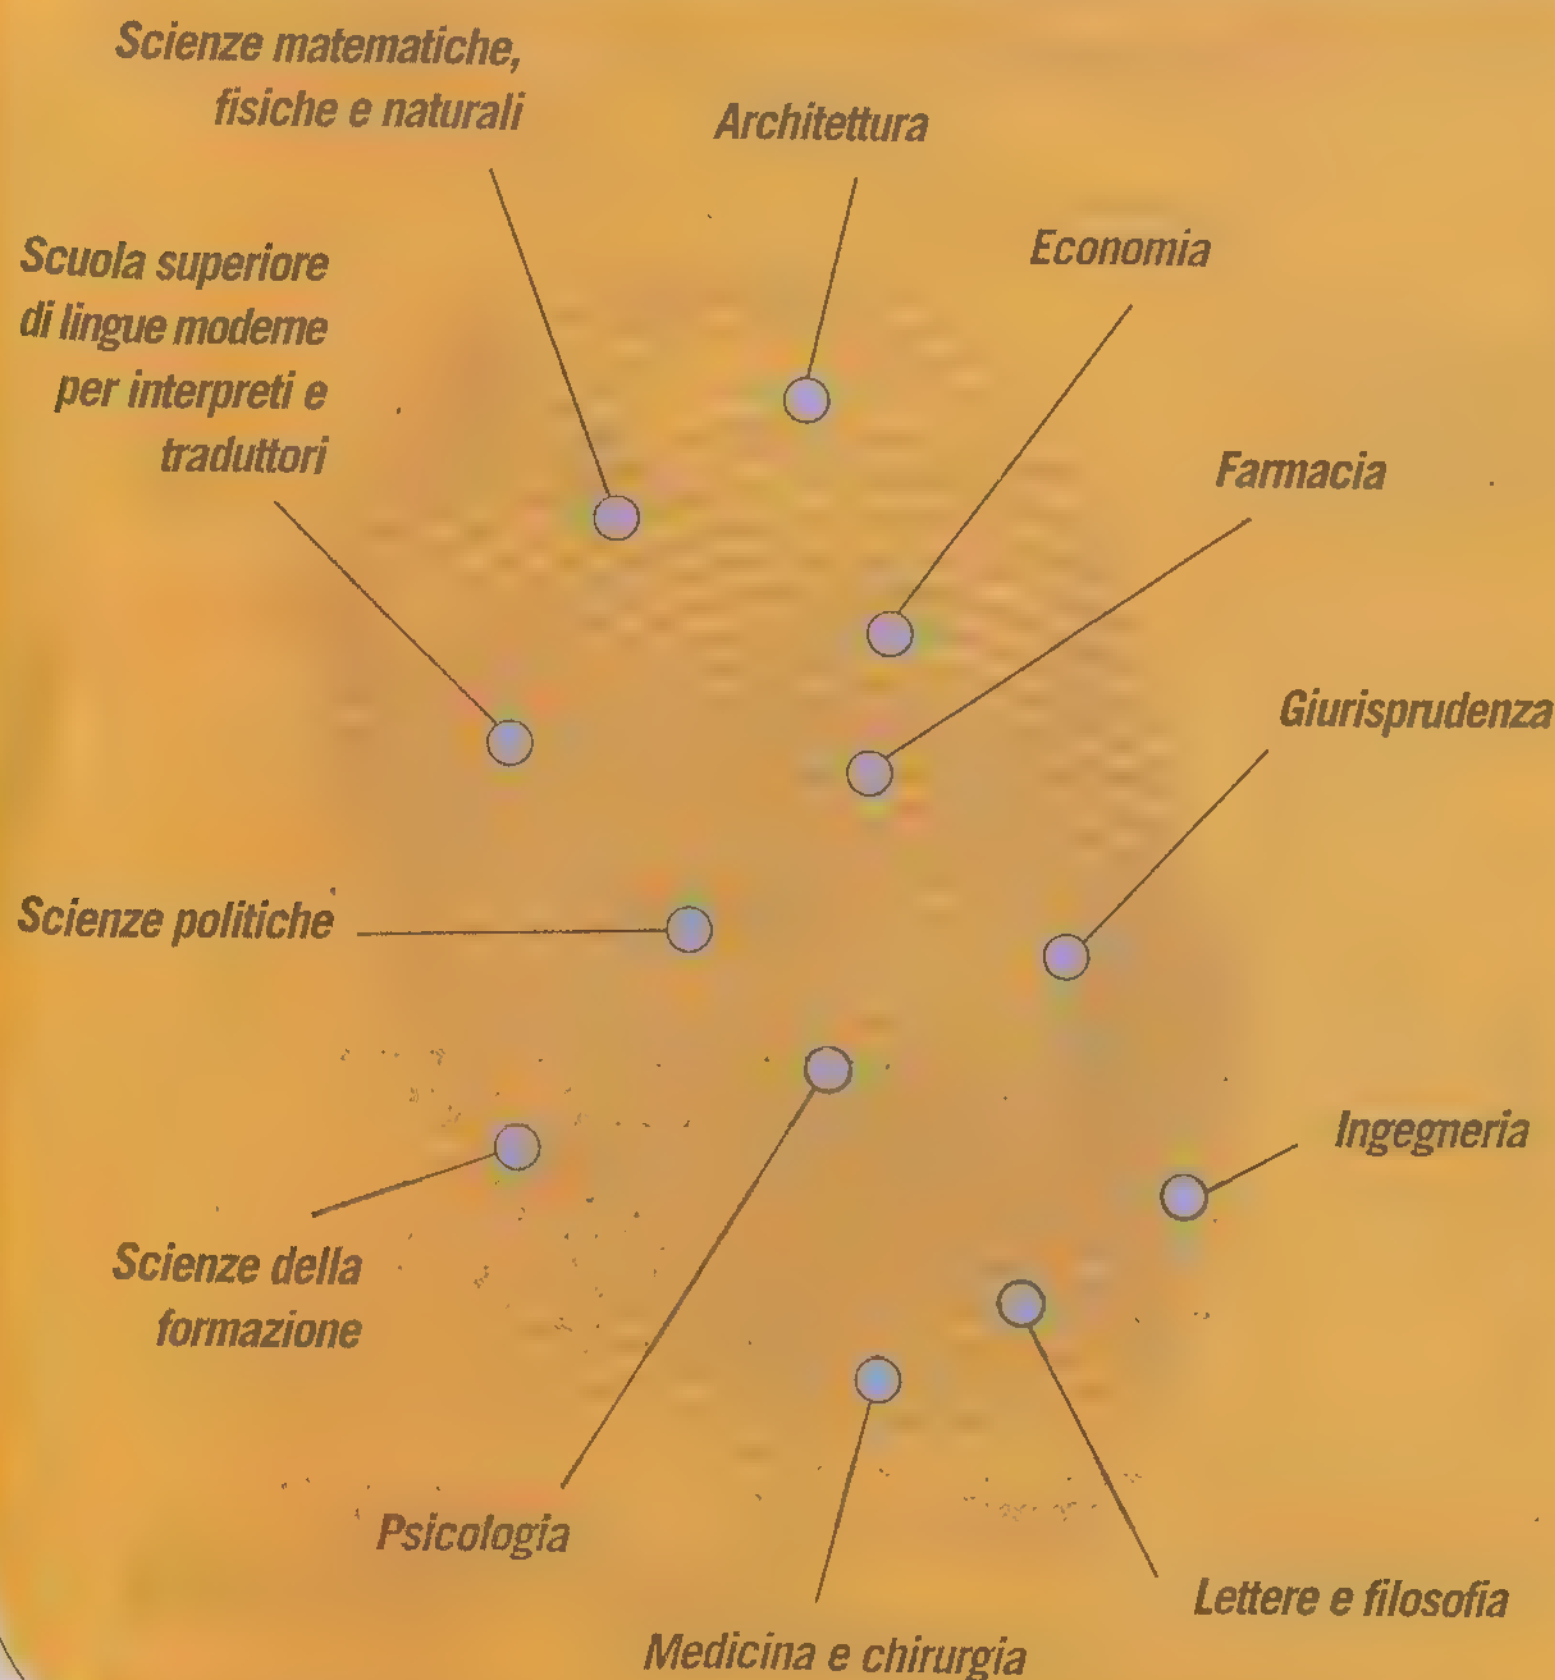 Scienze matematiche,
fisiche e naturali
Architettura
Economia
Scuola superiore
di lingue moderne
per interpreti e
traduttori
Farmacia
Giurisprudenza
Scienze politiche
Ingegneria
Scienze della
formazione
Psicologia
Lettere e filosofia
Medicina e chirurgia